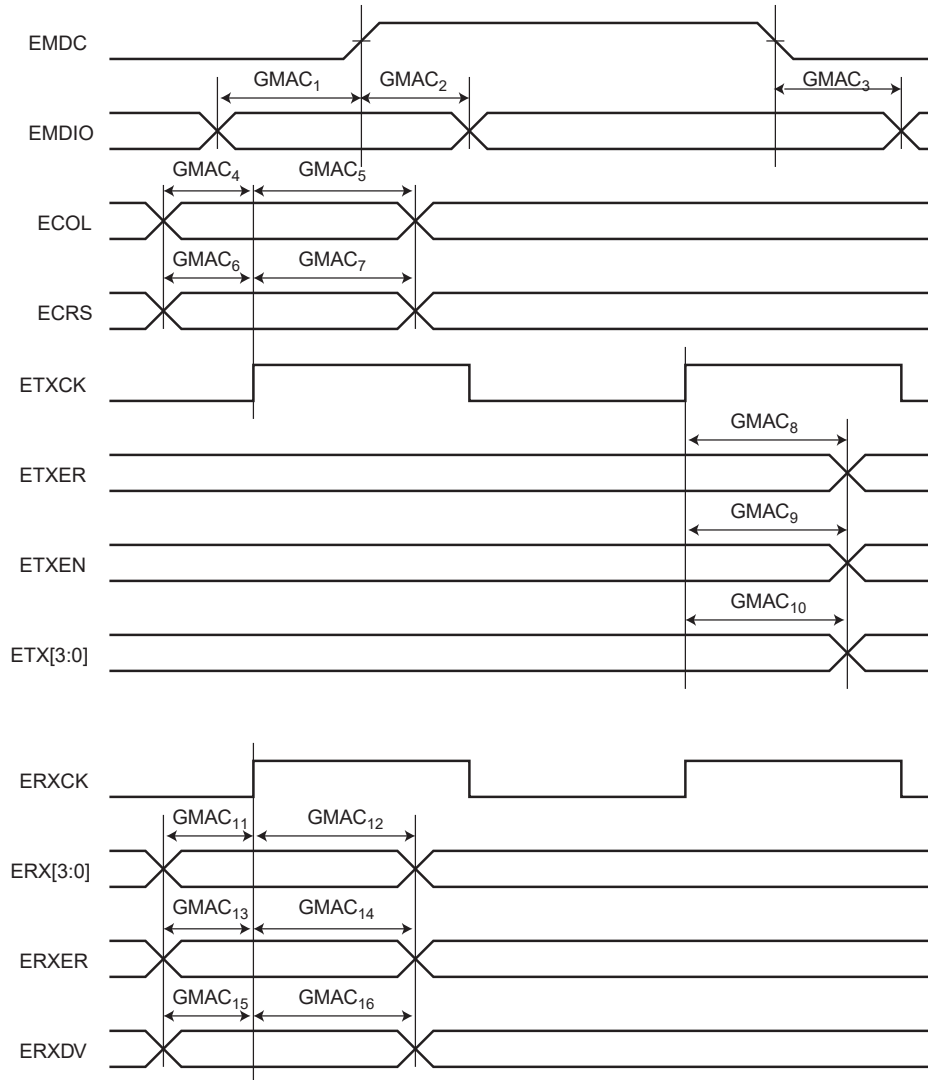 EMDC
GMAC1 GMAC2 GMAC3
EMDIO
GMAC4 GMAC5
ECOL
GMAC6 GMAC7
ECRS
ETXCK
GMAC8
ETXER
GMAC9
ETXEN
GMAC10
ETX[3:0]
ERXCK
GMAC11 GMAC12
ERX[3:0]
GMAC13 GMAC14
ERXER
GMAC15 GMAC16
ERXDV